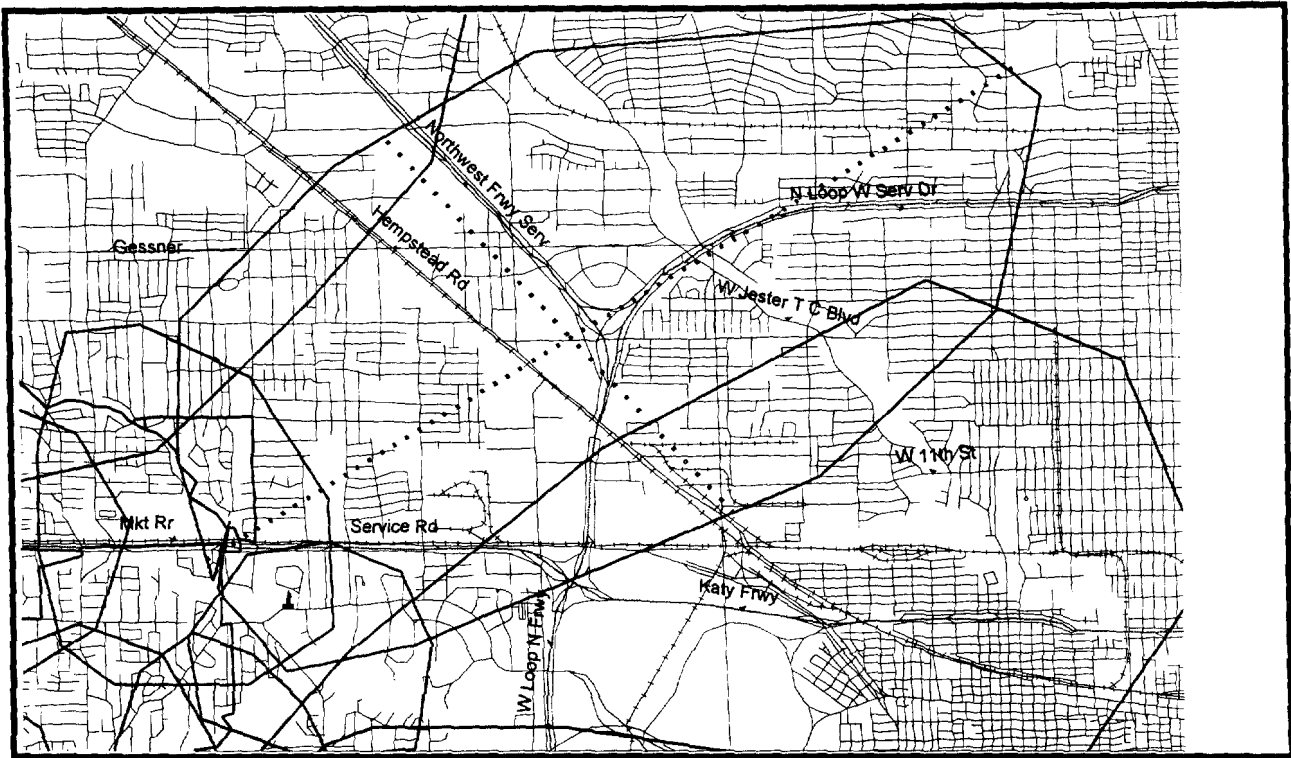 Northwest Frwy Serv
N Loop W Serv Dr
Hempstead Rd
Gessner
W Jester T C Blvd
W 11th St
Mkt Rr
Service Rd
Katy Frwy
W Loop N Frwy